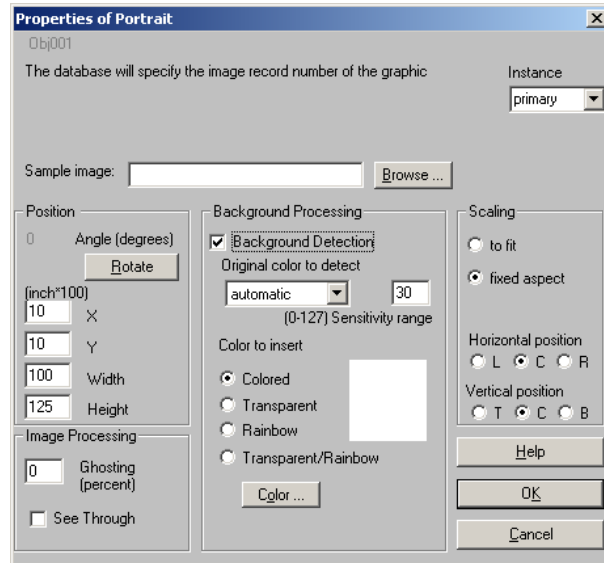 Properties of Portrait
Obj001
The database will specify the image record number of the graphic
Instance
primary
Sample image:
Browse ...
Position
0 Angle (degrees)
Rotate
(inch*100)
10 X
10 Y
100 Width
125 Height
Image Processing
0 Ghosting
(percent)
See Through
Background Processing
Background Detection
Original color to detect
automatic 30
(0-127) Sensitivity range
Color to insert
Colored
Transparent
Rainbow
Transparent/Rainbow
Color ...
Scaling
to fit
fixed aspect
Horizontal position
L C R
Vertical position
T C B
Help
OK
Cancel